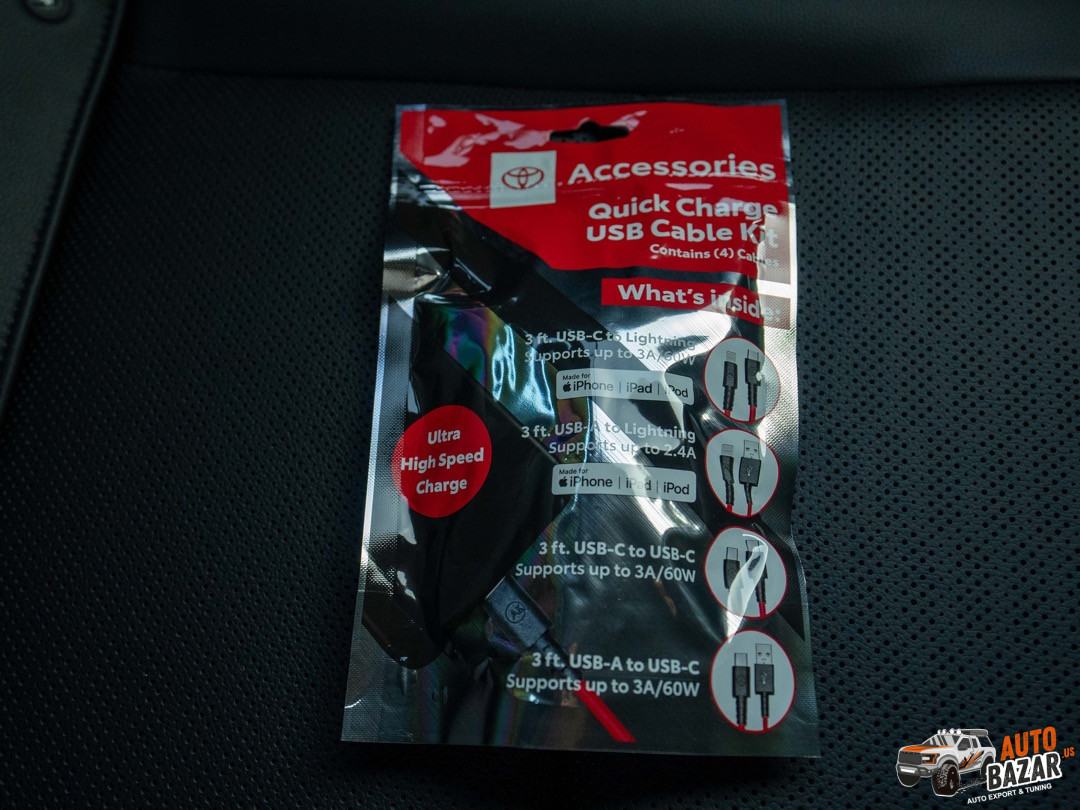 Accessories
Quick Charge
USB Cable Kit
Contains (4) Cables
What's inside:
3 ft. USB-C to Lightning
Supports up to 3A/60W
Made for
iPhone | iPad | iPod
Ultra
High Speed
Charge
3 ft. USB-A to Lightning
Supports up to 2.4A
Made for
iPhone | iPad | iPod
3 ft. USB-C to USB-C
Supports up to 3A/60W
3 ft. USB-A to USB-C
Supports up to 3A/60W
AUTO
BAZAR.US
AUTO EXPORT & TUNING